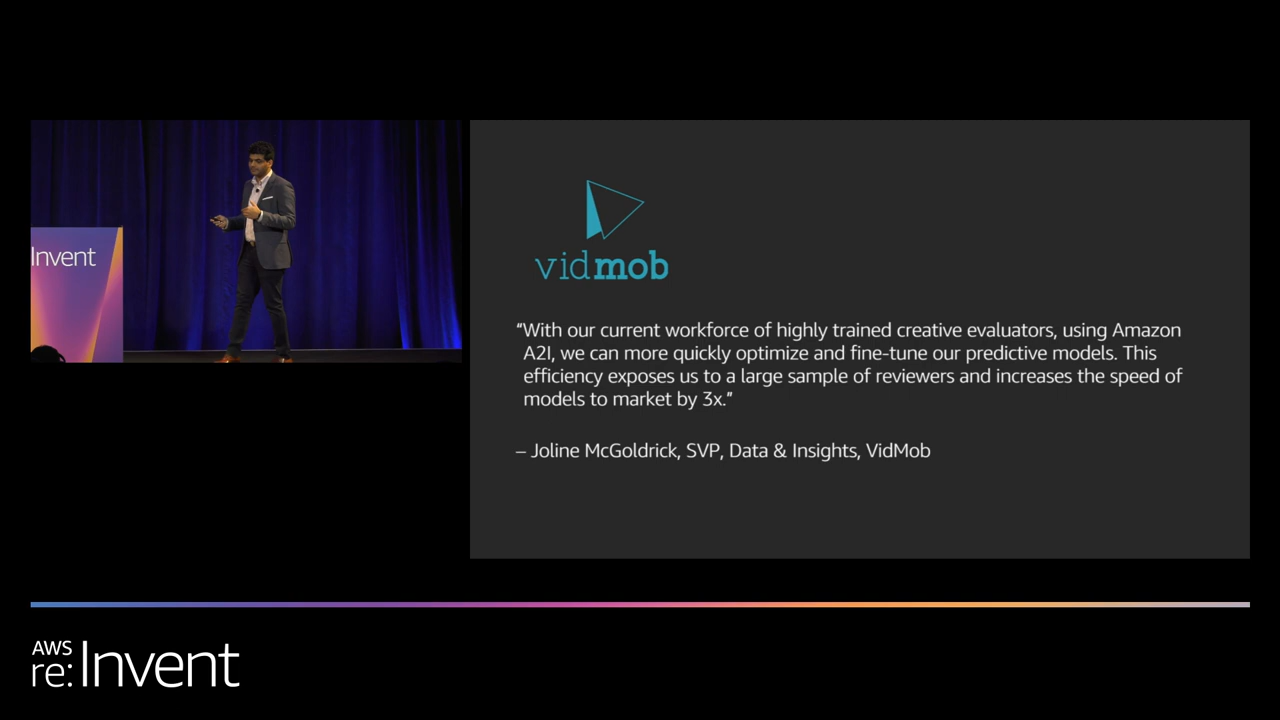 Invent
vidmob
“With our current workforce of highly trained creative evaluators, using Amazon
A2I, we can more quickly optimize and fine-tune our predictive models. This
efficiency exposes us to a large sample of reviewers and increases the speed of
models to market by 3x.”
– Joline McGoldrick, SVP, Data & Insights, VidMob
AWS
re:Invent